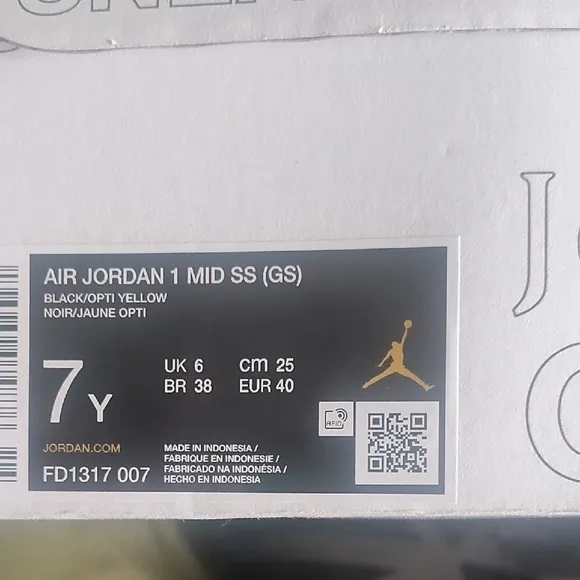 AIR JORDAN 1 MID SS (GS)
BLACK/OPTI YELLOW
NOIR/JAUNE OPTI
7 Y
UK 6 cm 25
BR 38 EUR 40
RFID
JORDAN.COM
FD1317 007
MADE IN INDONESIA /
FABRIQUE EN INDONESIE /
FABRICADO NA INDONÉSIA /
HECHO EN INDONESIA